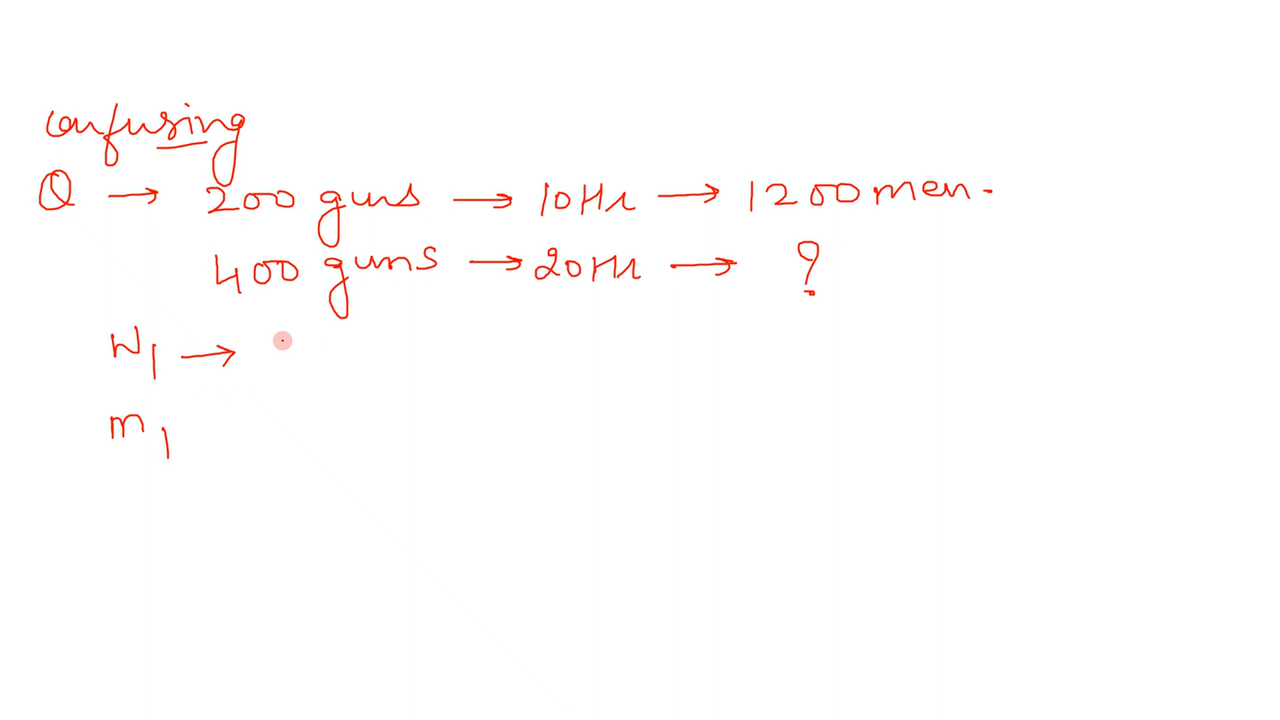 confusing
Q → 200 guns → 10Hr → 1200 men.
400 guns → 20Hr → ?
W1 →
m1